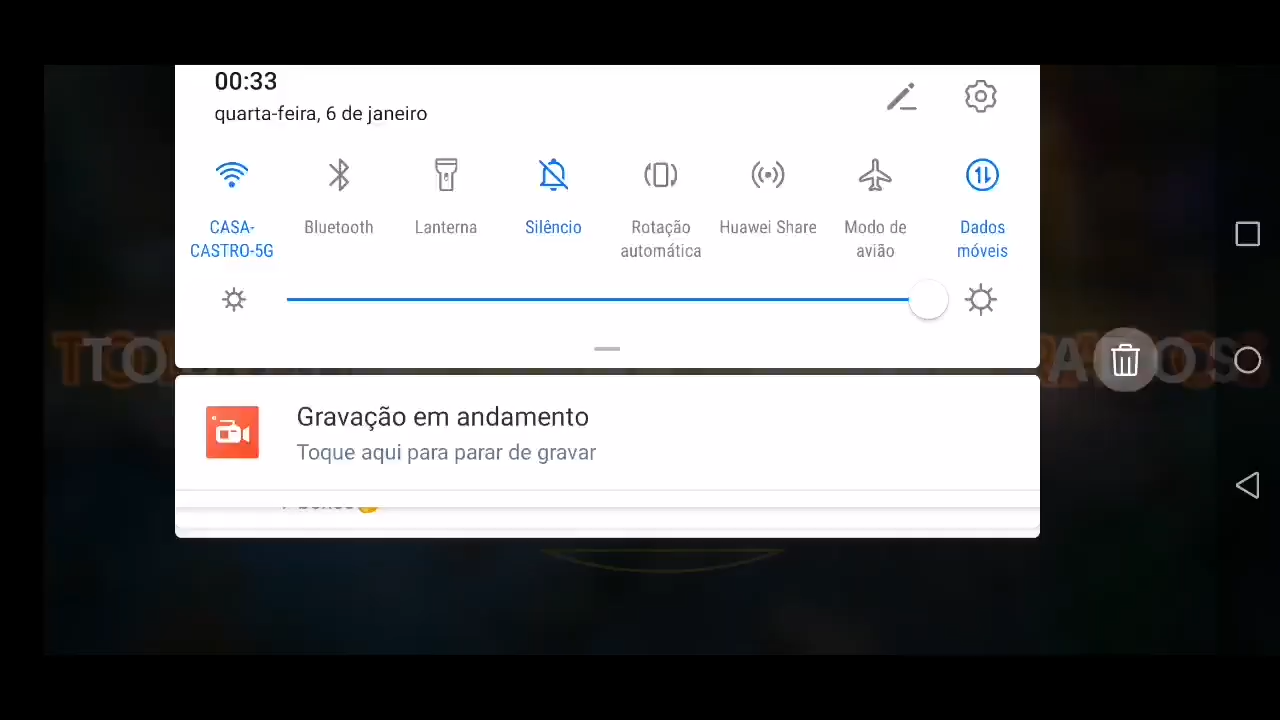 00:33
quarta-feira, 6 de janeiro
CASA-
CASTRO-5G
Bluetooth
Lanterna
Silêncio
Rotação
automática
Huawei Share
Modo de
avião
Dados
móveis
Gravação em andamento
Toque aqui para parar de gravar